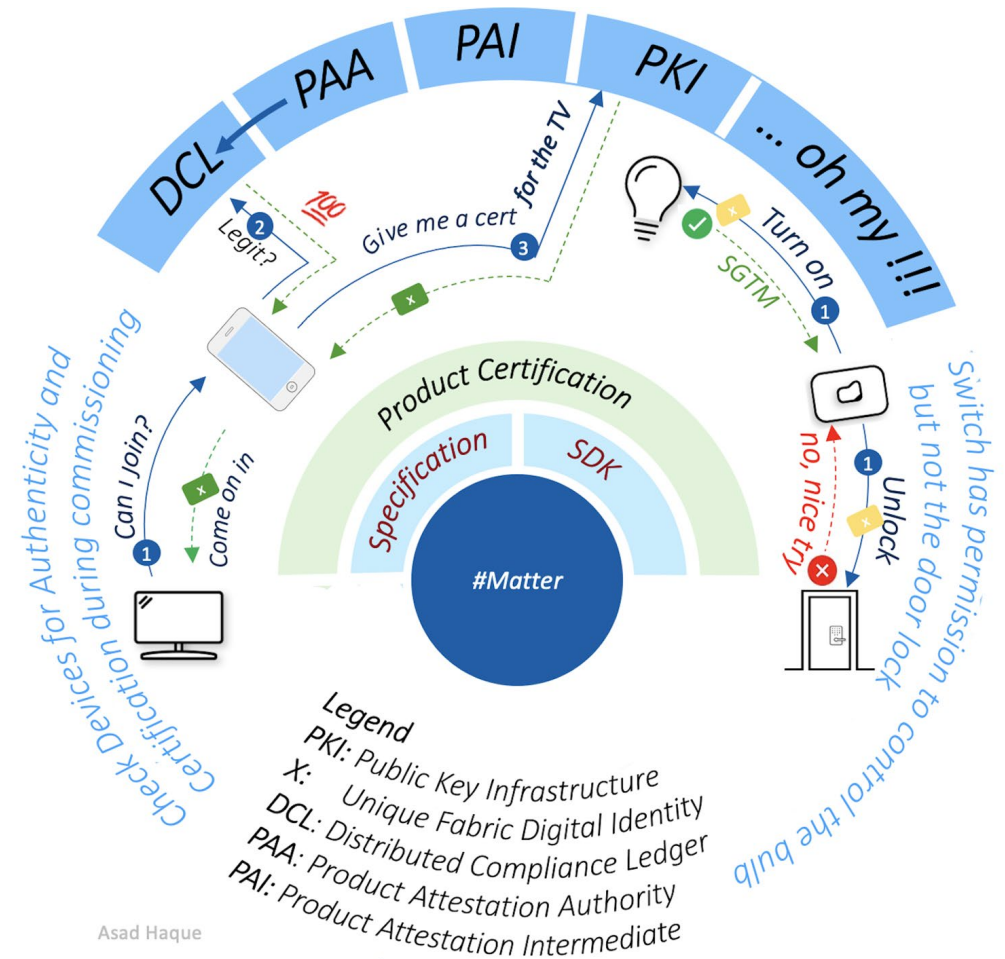 DCL
PAA
PAI
PKI
... oh my !!!!
Legit?
2
💯
Give me a cert for the TV
3
x
Turn on
1
x
SGTM
Can I join?
1
x
Come on in
Unlock
1
x
no, nice try
Product Certification
Specification
SDK
#Matter
Check Devices for Authenticity and
Certification during commissioning
Switch has permission to control the bulb
but not the door lock
Legend
PKI: Public Key Infrastructure
X: Unique Fabric Digital Identity
DCL: Distributed Compliance Ledger
PAA: Product Attestation Authority
PAI: Product Attestation Intermediate
Asad Haque